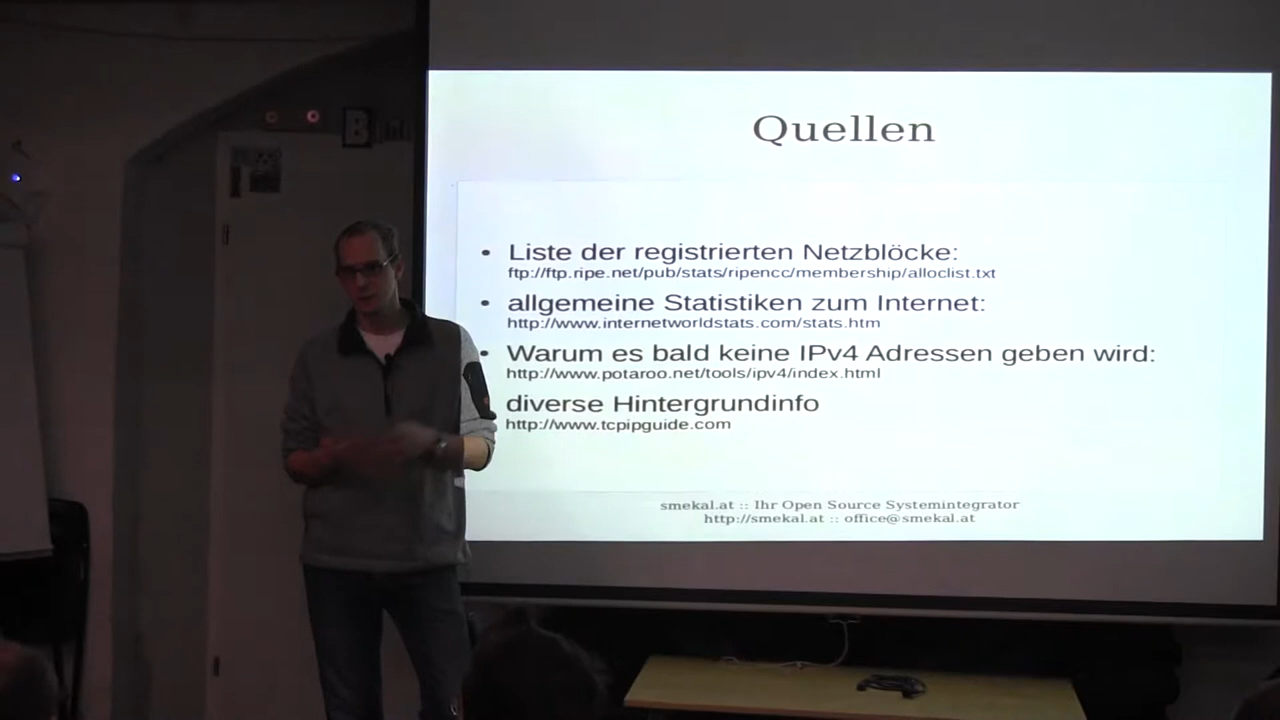 B
Quellen
• Liste der registrierten Netzblöcke:
ftp://ftp.ripe.net/pub/stats/ripencc/membership/alloclist.txt
• allgemeine Statistiken zum Internet:
http://www.internetworldstats.com/stats.htm
• Warum es bald keine IPv4 Adressen geben wird:
http://www.potaroo.net/tools/ipv4/index.html
diverse Hintergrundinfo
http://www.tcpipguide.com
smekal.at :: Ihr Open Source Systemintegrator
http://smekal.at :: office@smekal.at